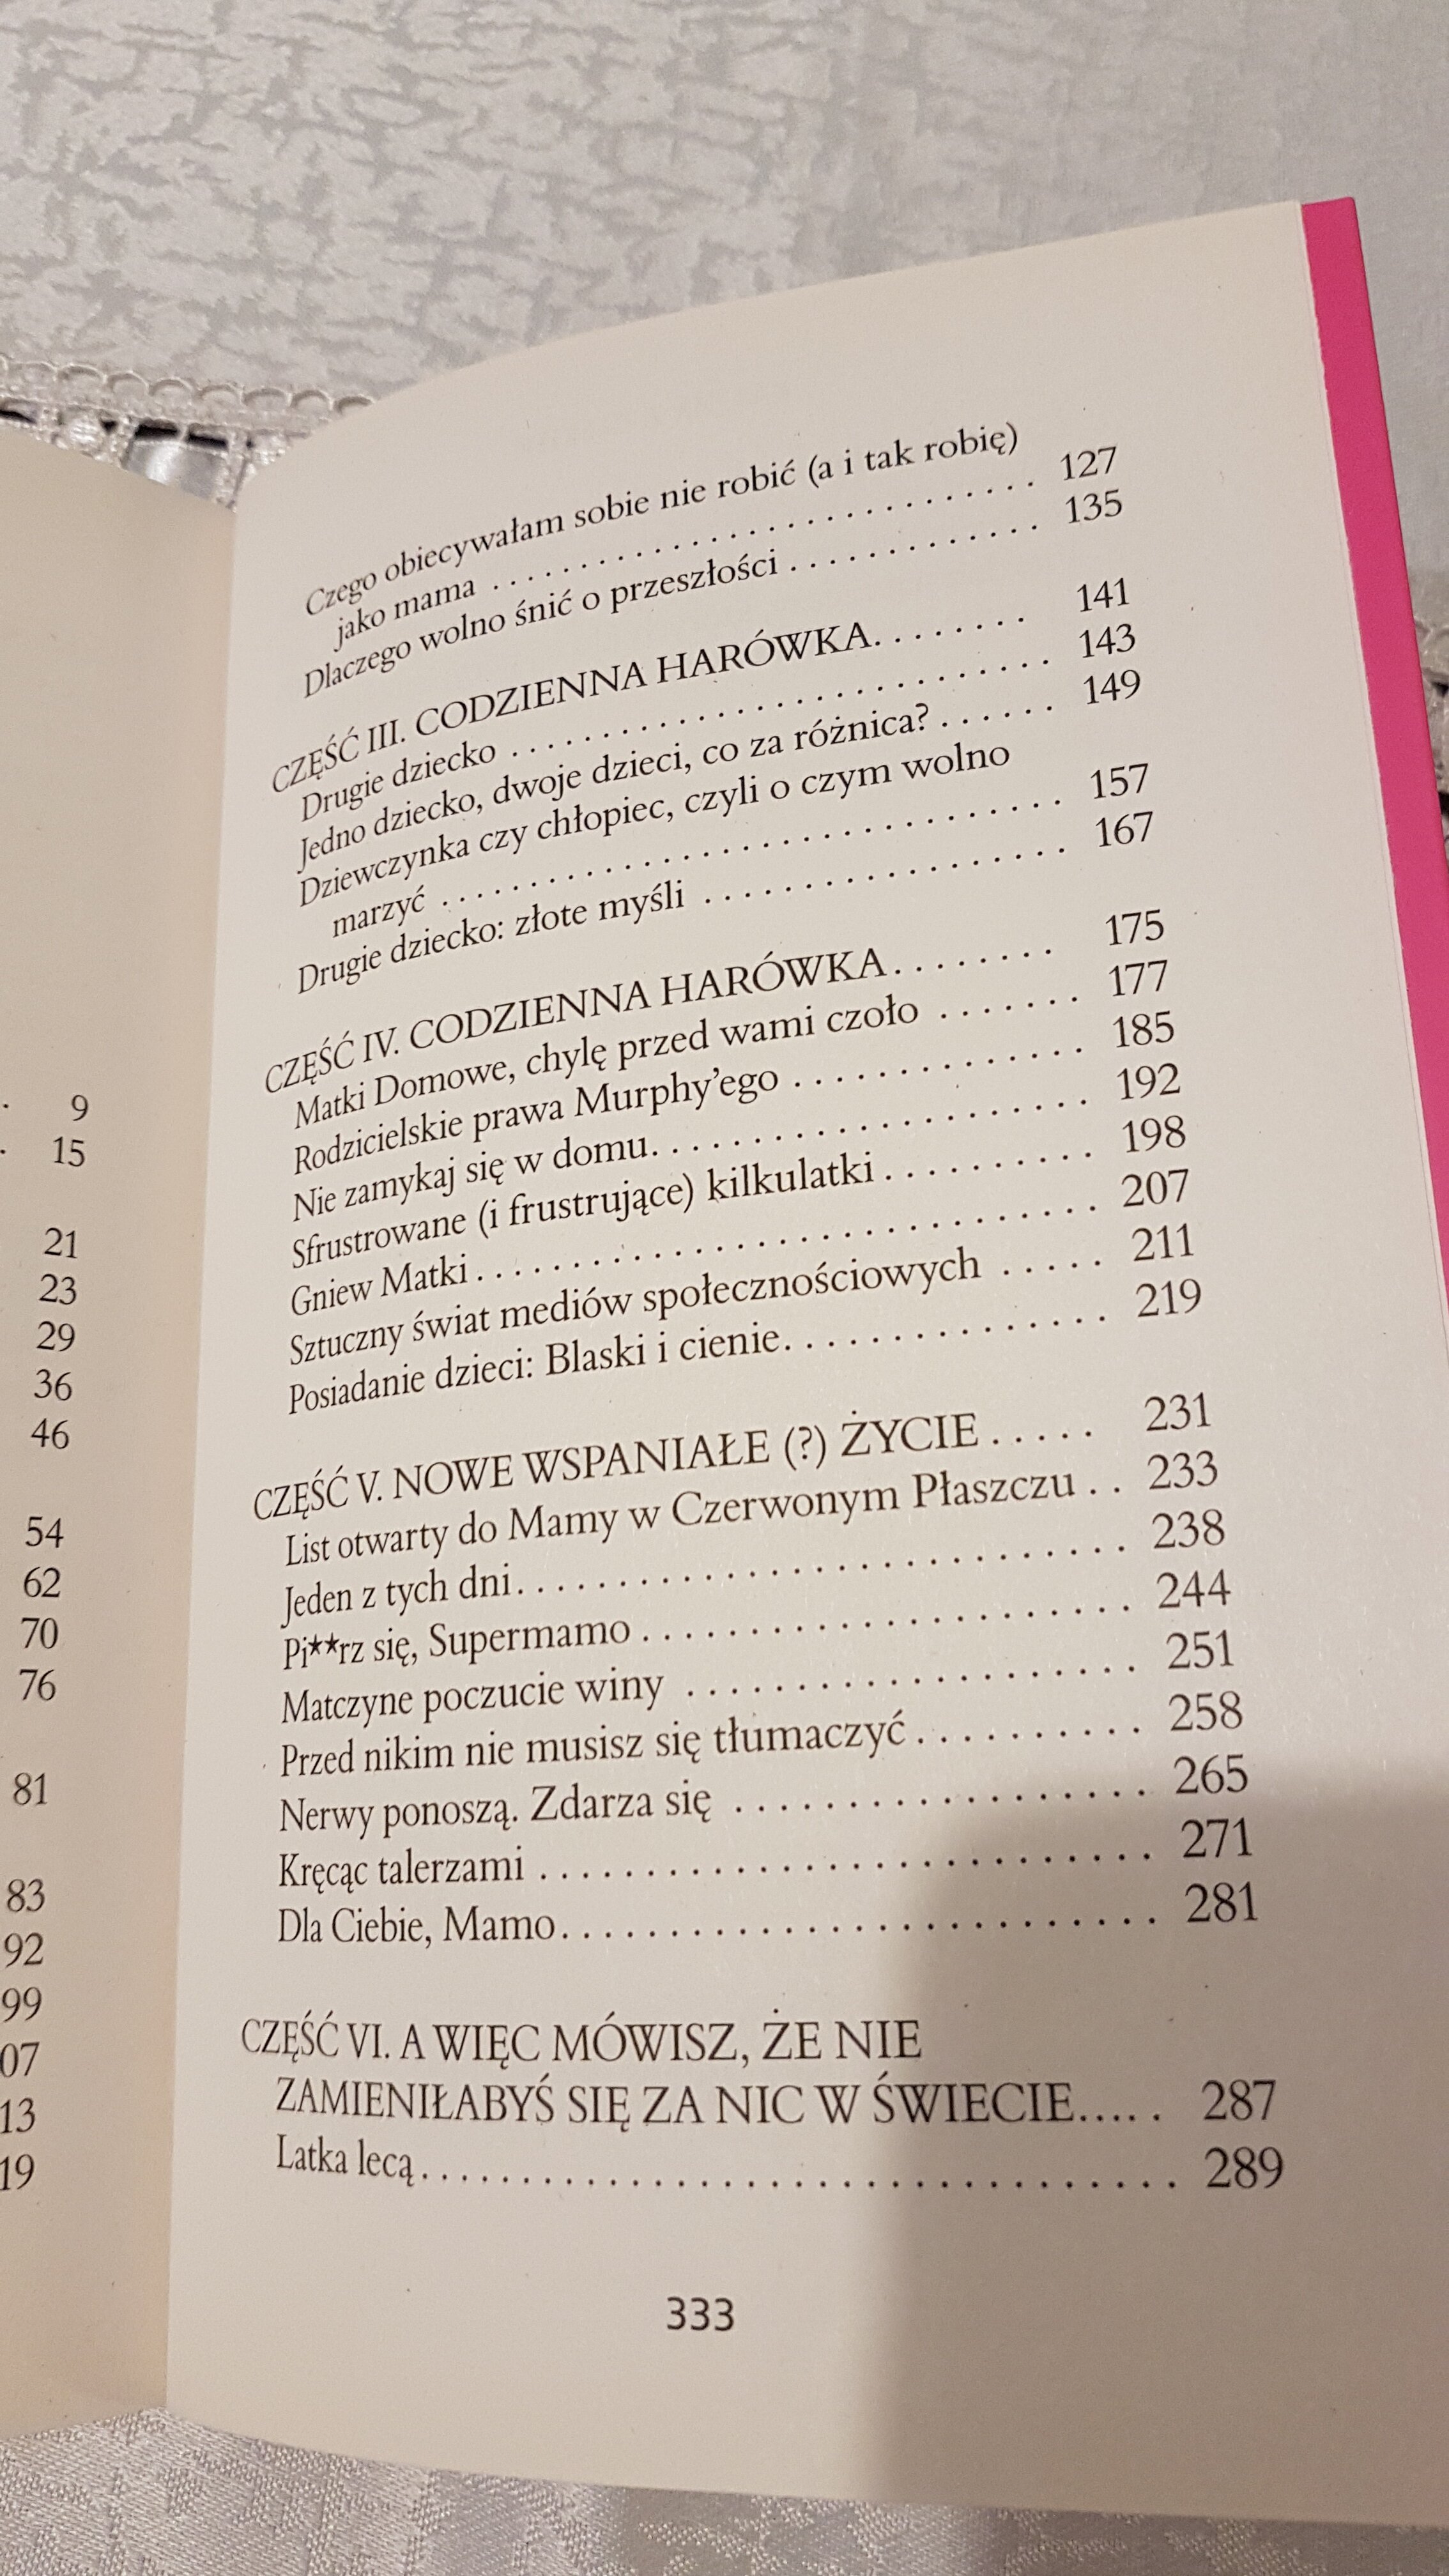 . 9
. 15
21
23
29
36
46
54
62
70
76
81
83
92
99
07
13
19
Czego obiecywałam sobie nie robić (a i tak robię)
jako mama . . . . . . . . . . . . . . . . . . . . . . . . . . . . . . 127
Dlaczego wolno śnić o przeszłości . . . . . . . . . . . . . . 135
CZĘŚĆ III. CODZIENNA HARÓWKA. . . . . . . . 141
Drugie dziecko . . . . . . . . . . . . . . . . . . . . . . . . . . . . . 143
Jedno dziecko, dwoje dzieci, co za różnica? . . . . . . 149
Dziewczynka czy chłopiec, czyli o czym wolno
marzyć . . . . . . . . . . . . . . . . . . . . . . . . . . . . . . . . . 157
Drugie dziecko: złote myśli . . . . . . . . . . . . . . . . . . 167
CZĘŚĆ IV. CODZIENNA HARÓWKA. . . . . . . . 175
Matki Domowe, chylę przed wami czoło . . . . . . . 177
Rodzicielskie prawa Murphy’ego . . . . . . . . . . . . . . 185
Nie zamykaj się w domu. . . . . . . . . . . . . . . . . . . . . 192
Sfrustrowane (i frustrujące) kilkulatki . . . . . . . . . . 198
Gniew Matki . . . . . . . . . . . . . . . . . . . . . . . . . . . . . . 207
Sztuczny świat mediów społecznościowych . . . . . 211
Posiadanie dzieci: Blaski i cienie. . . . . . . . . . . . . . . 219
CZĘŚĆ V. NOWE WSPANIAŁE (?) ŻYCIE . . . . . 231
List otwarty do Mamy w Czerwonym Płaszczu . . 233
Jeden z tych dni. . . . . . . . . . . . . . . . . . . . . . . . . . . . 238
Pi**rz się, Supermamo . . . . . . . . . . . . . . . . . . . . . . 244
Matczyne poczucie winy . . . . . . . . . . . . . . . . . . . . 251
Przed nikim nie musisz się tłumaczyć . . . . . . . . . . 258
Nerwy ponoszą. Zdarza się . . . . . . . . . . . . . . . . . . 265
Kręcąc talerzami . . . . . . . . . . . . . . . . . . . . . . . . . . . 271
Dla Ciebie, Mamo. . . . . . . . . . . . . . . . . . . . . . . . . . 281
CZĘŚĆ VI. A WIĘC MÓWISZ, ŻE NIE
ZAMIENIŁABYŚ SIĘ ZA NIC W ŚWIECIE..... . 287
Latka lecą . . . . . . . . . . . . . . . . . . . . . . . . . . . . . . . . 289
333